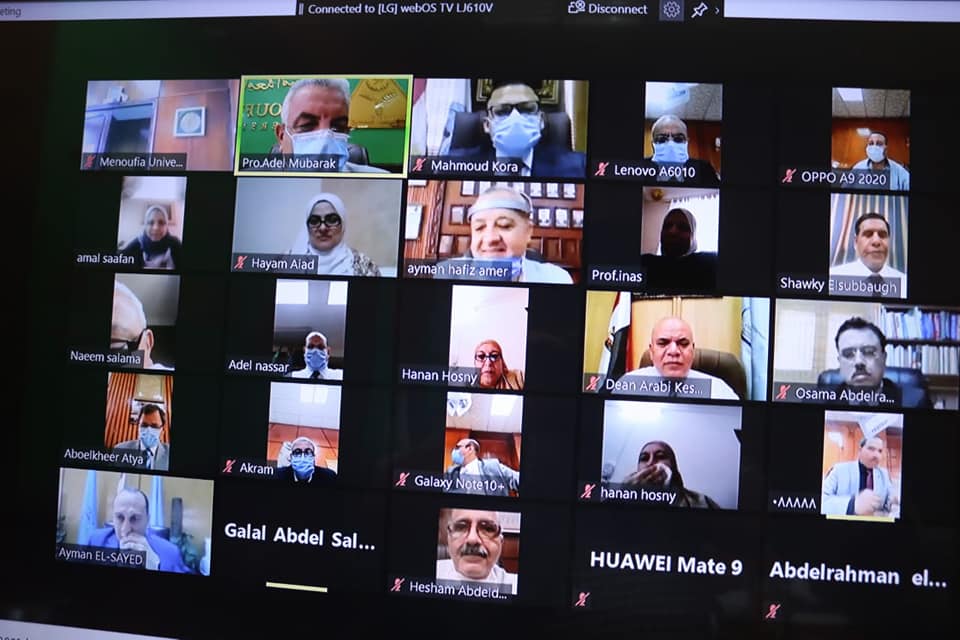 eting
Connected to [LG] webOS TV LJ610V
Disconnect
Menoufia Unive...
Pro.Adel Mubarak
Mahmoud Kora
Lenovo A6010
OPPO A9 2020
amal saafan
Hayam Aiad
ayman hafiz amer
Prof.inas
Shawky Elsubbaugh
Naeem salama
Adel nassar
Hanan Hosny
Dean Arabi Kes...
Osama Abdelra...
Aboelkheer Atya
Akram
Galaxy Note10+
hanan hosny
٠٨٨٨٨
Ayman EL-SAYED
Galal Abdel Sal...
Hesham Abdeld...
HUAWEI Mate 9
Abdelrahman el...